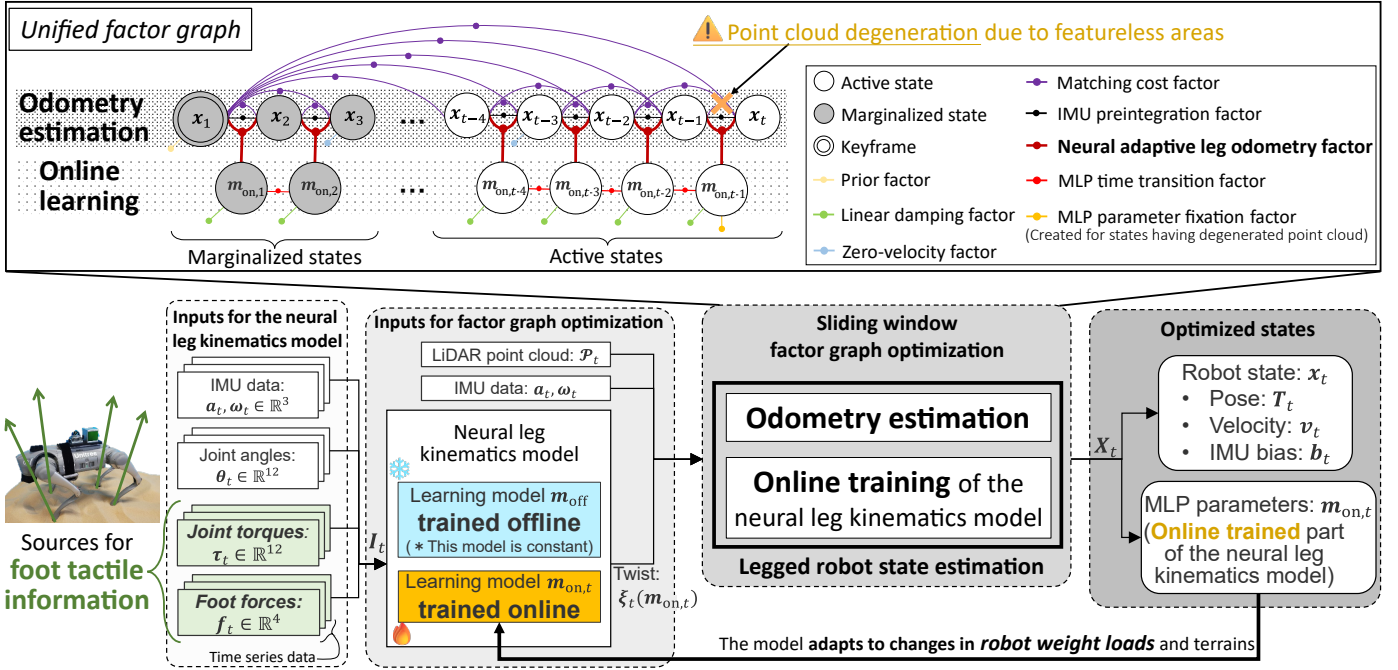 Unified factor graph
Point cloud degeneration due to featureless areas
Odometry
estimation
Online
learning
x₁
x₂
x₃
...
xₜ₋₄
xₜ₋₃
xₜ₋₂
xₜ₋₁
xₜ
m_on,1
m_on,2
...
m_on,t-4
m_on,t-3
m_on,t-2
m_on,t-1
Marginalized states
Active states
Active state
Marginalized state
Keyframe
Prior factor
Linear damping factor
Zero-velocity factor
Matching cost factor
IMU preintegration factor
Neural adaptive leg odometry factor
MLP time transition factor
MLP parameter fixation factor
(Created for states having degenerated point cloud)
Sources for
foot tactile
information
Inputs for the neural
leg kinematics model
IMU data:
aₜ, ωₜ ∈ ℝ³
Joint angles:
θₜ ∈ ℝ¹²
Joint torques:
τₜ ∈ ℝ¹²
Foot forces:
fₜ ∈ ℝ⁴
Time series data
Iₜ
Inputs for factor graph optimization
LiDAR point cloud: 𝒫ₜ
IMU data: aₜ, ωₜ
Neural leg
kinematics model
Learning model m_off
trained offline
(∗ This model is constant)
Learning model m_on,t
trained online
Twist:
ξₜ(m_on,t)
Sliding window
factor graph optimization
Odometry estimation
Online training of the
neural leg kinematics model
Legged robot state estimation
Xₜ
Optimized states
Robot state: xₜ
• Pose: Tₜ
• Velocity: vₜ
• IMU bias: bₜ
MLP parameters: m_on,t
(Online trained part
of the neural leg
kinematics model)
The model adapts to changes in robot weight loads and terrains